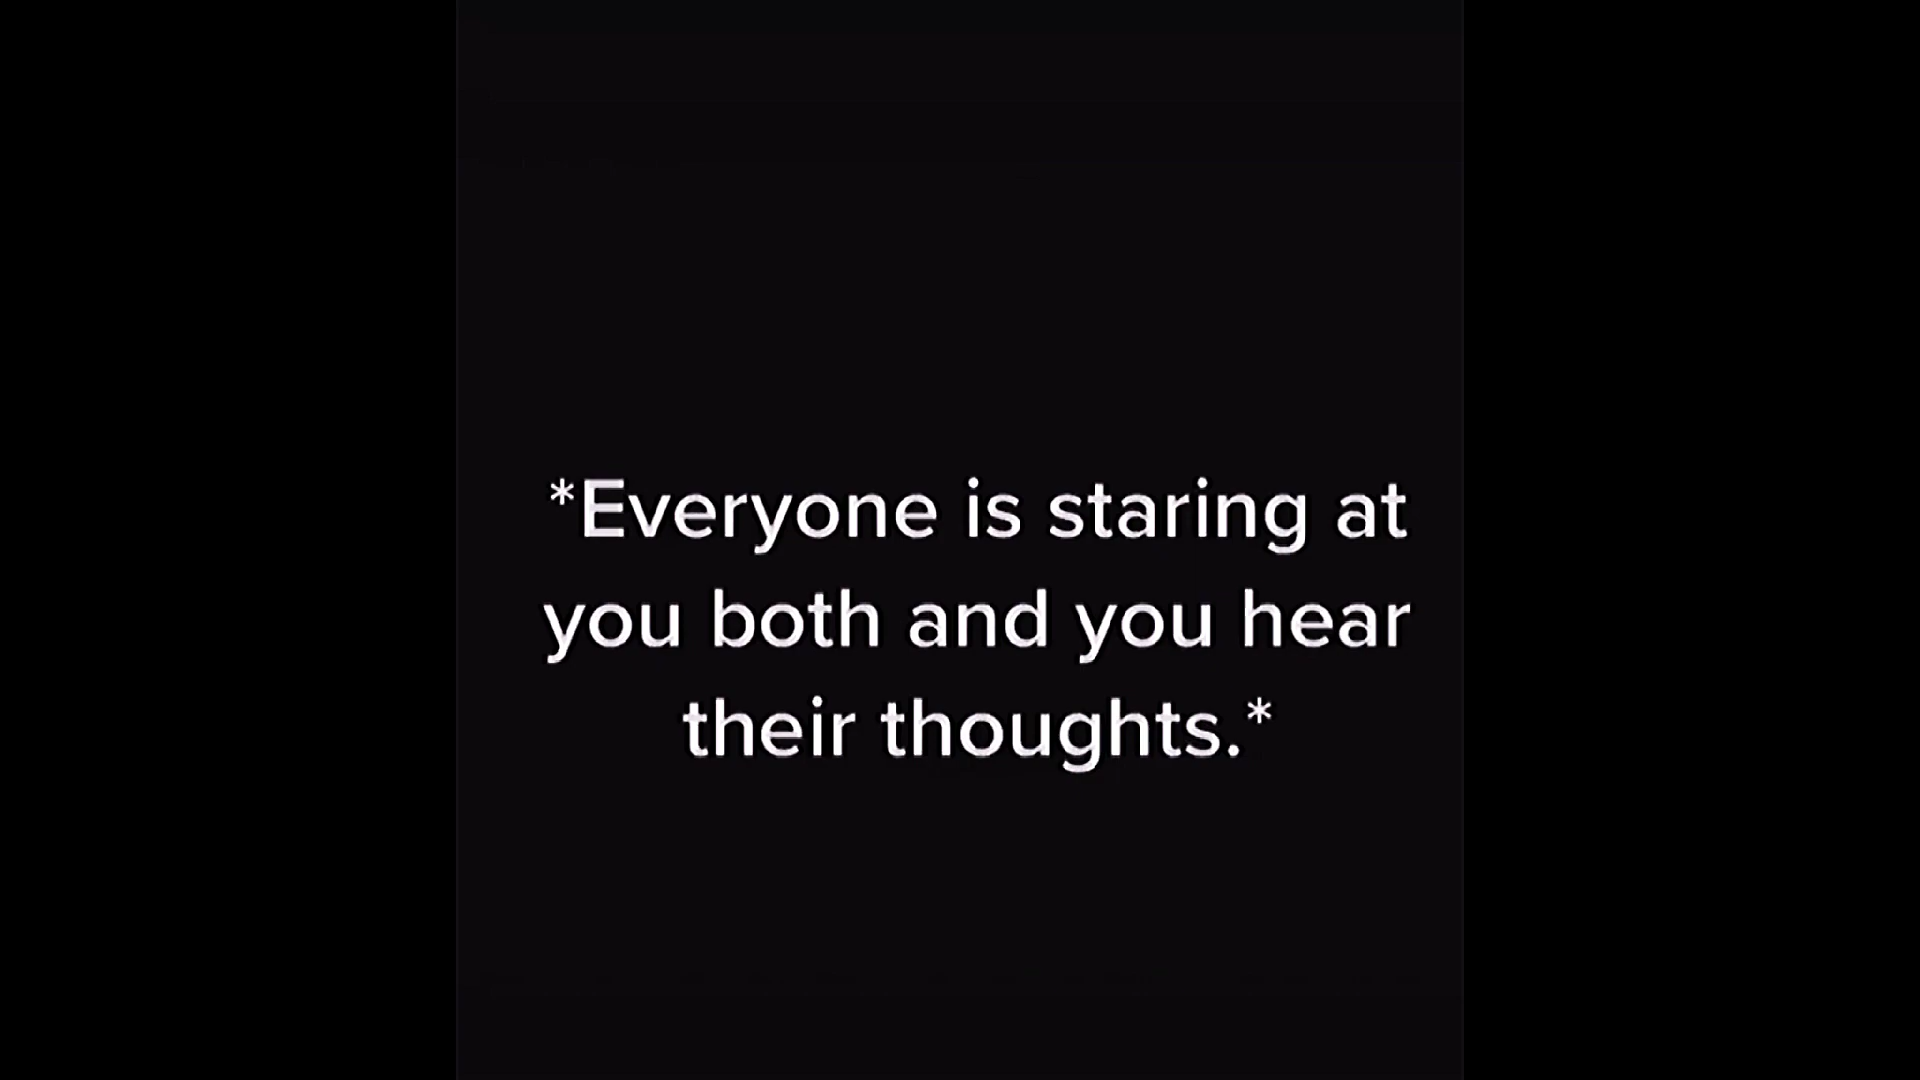 *Everyone is staring at
you both and you hear
their thoughts.*